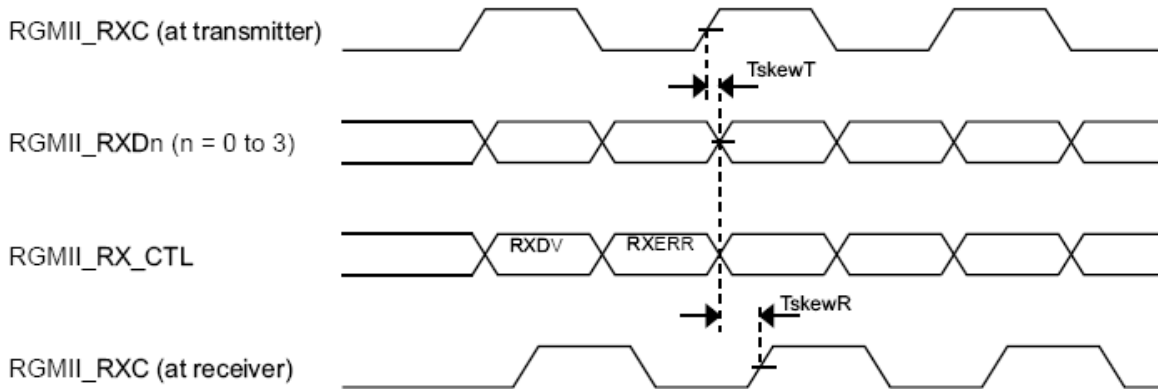 RGMII_RXC (at transmitter)
TskewT
RGMII_RXDn (n = 0 to 3)
RGMII_RX_CTL
RXDV
RXERR
TskewR
RGMII_RXC (at receiver)